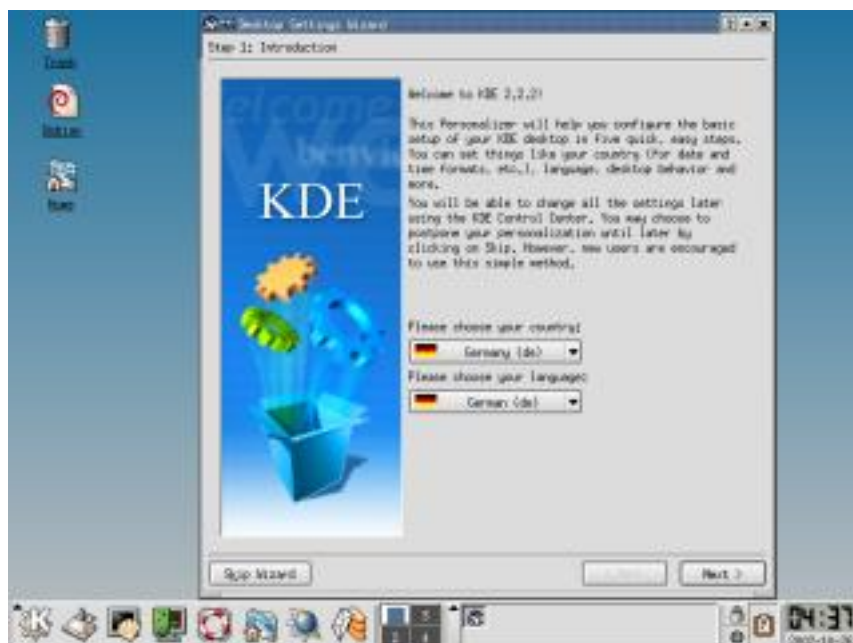 Trash
Debian
Home
Desktop Settings Wizard
Step 1: Introduction
elcome
benvie
KDE
Welcome to KDE 2.2.2!
This Personalizer will help you configure the basic
setup of your KDE desktop in five quick, easy steps.
You can set things like your country (for date and
time formats, etc.), language, desktop behavior and
more.
You will be able to change all the settings later
using the KDE Control Center. You may choose to
postpone your personalization until later by
clicking on Skip. However, new users are encouraged
to use this simple method.
Please choose your country:
Germany (de)
Please choose your language:
German (de)
Skip Wizard
Next >
04:37